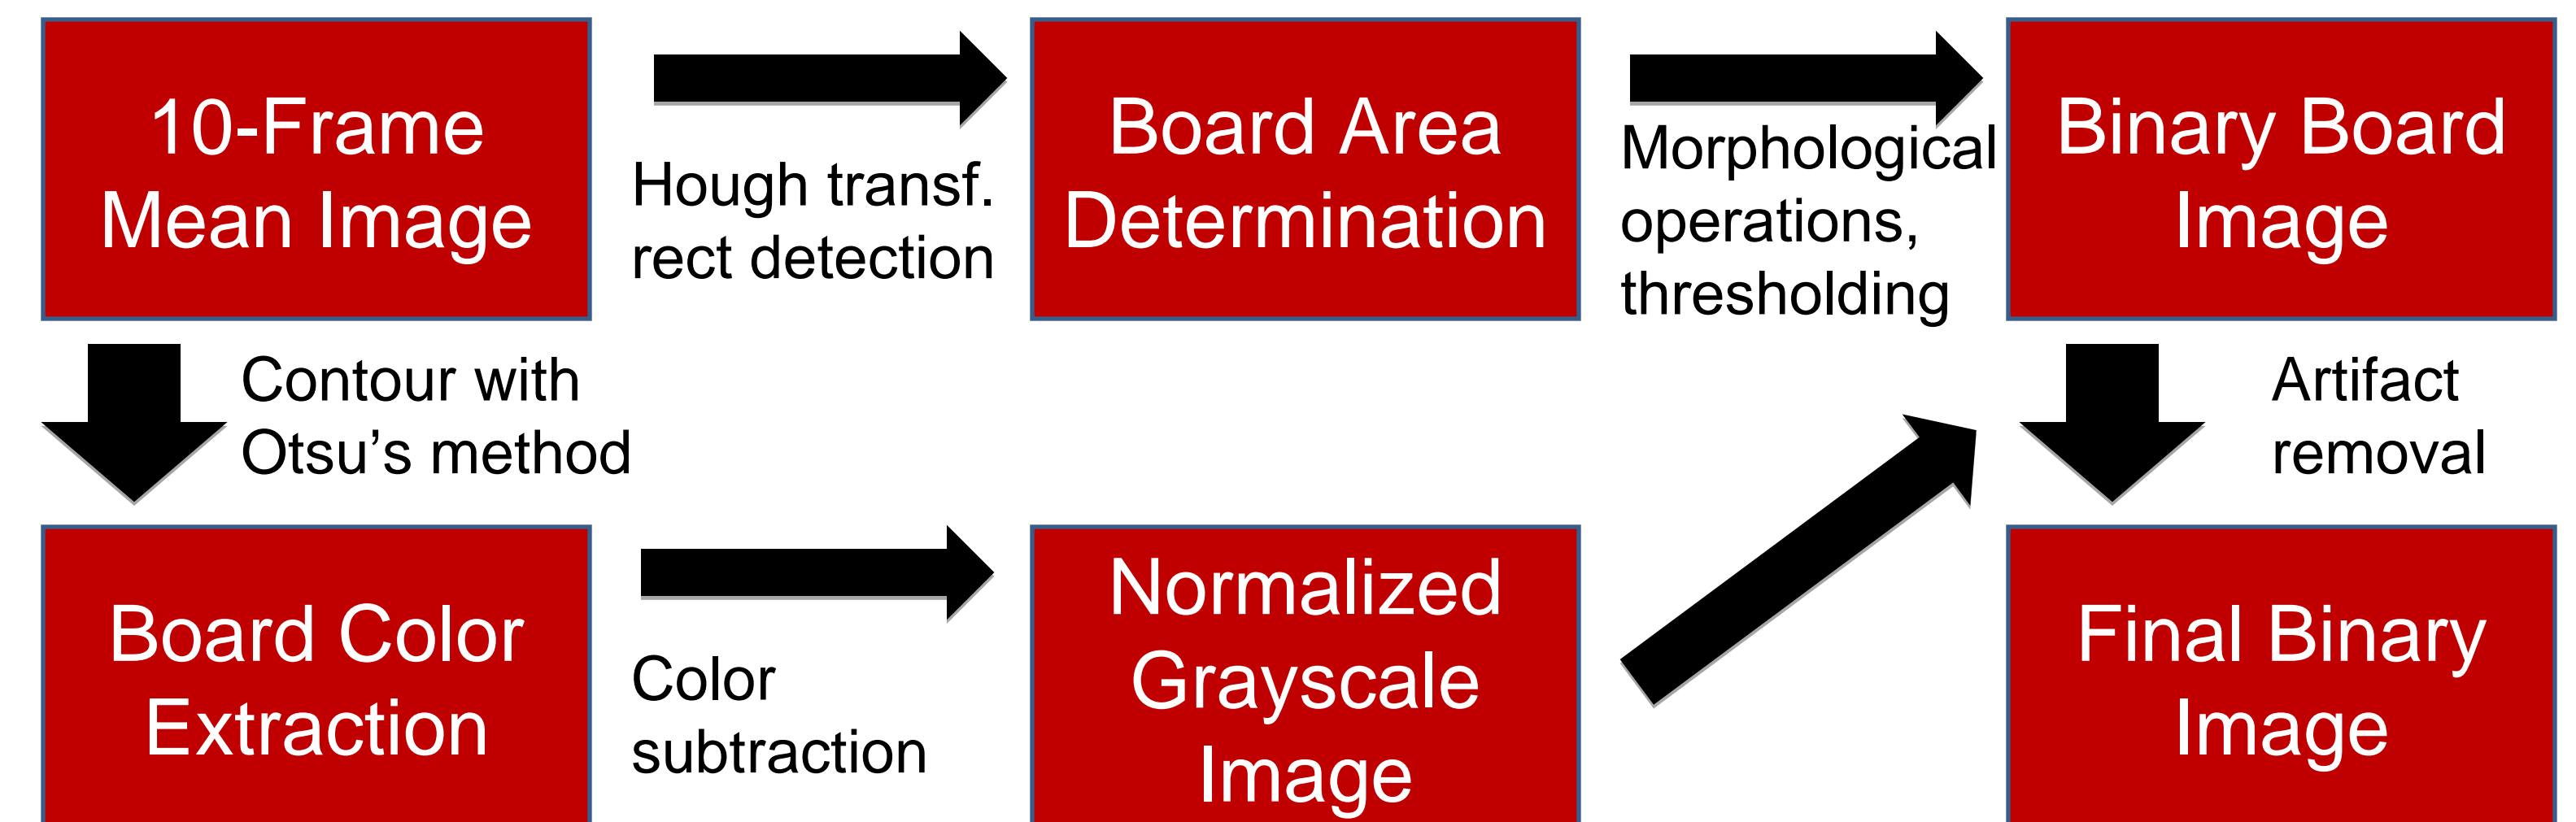 10-Frame
Mean Image
Hough transf.
rect detection
Board Area
Determination
Morphological
operations,
thresholding
Binary Board
Image
Contour with
Otsu’s method
Artifact
removal
Board Color
Extraction
Color
subtraction
Normalized
Grayscale
Image
Final Binary
Image